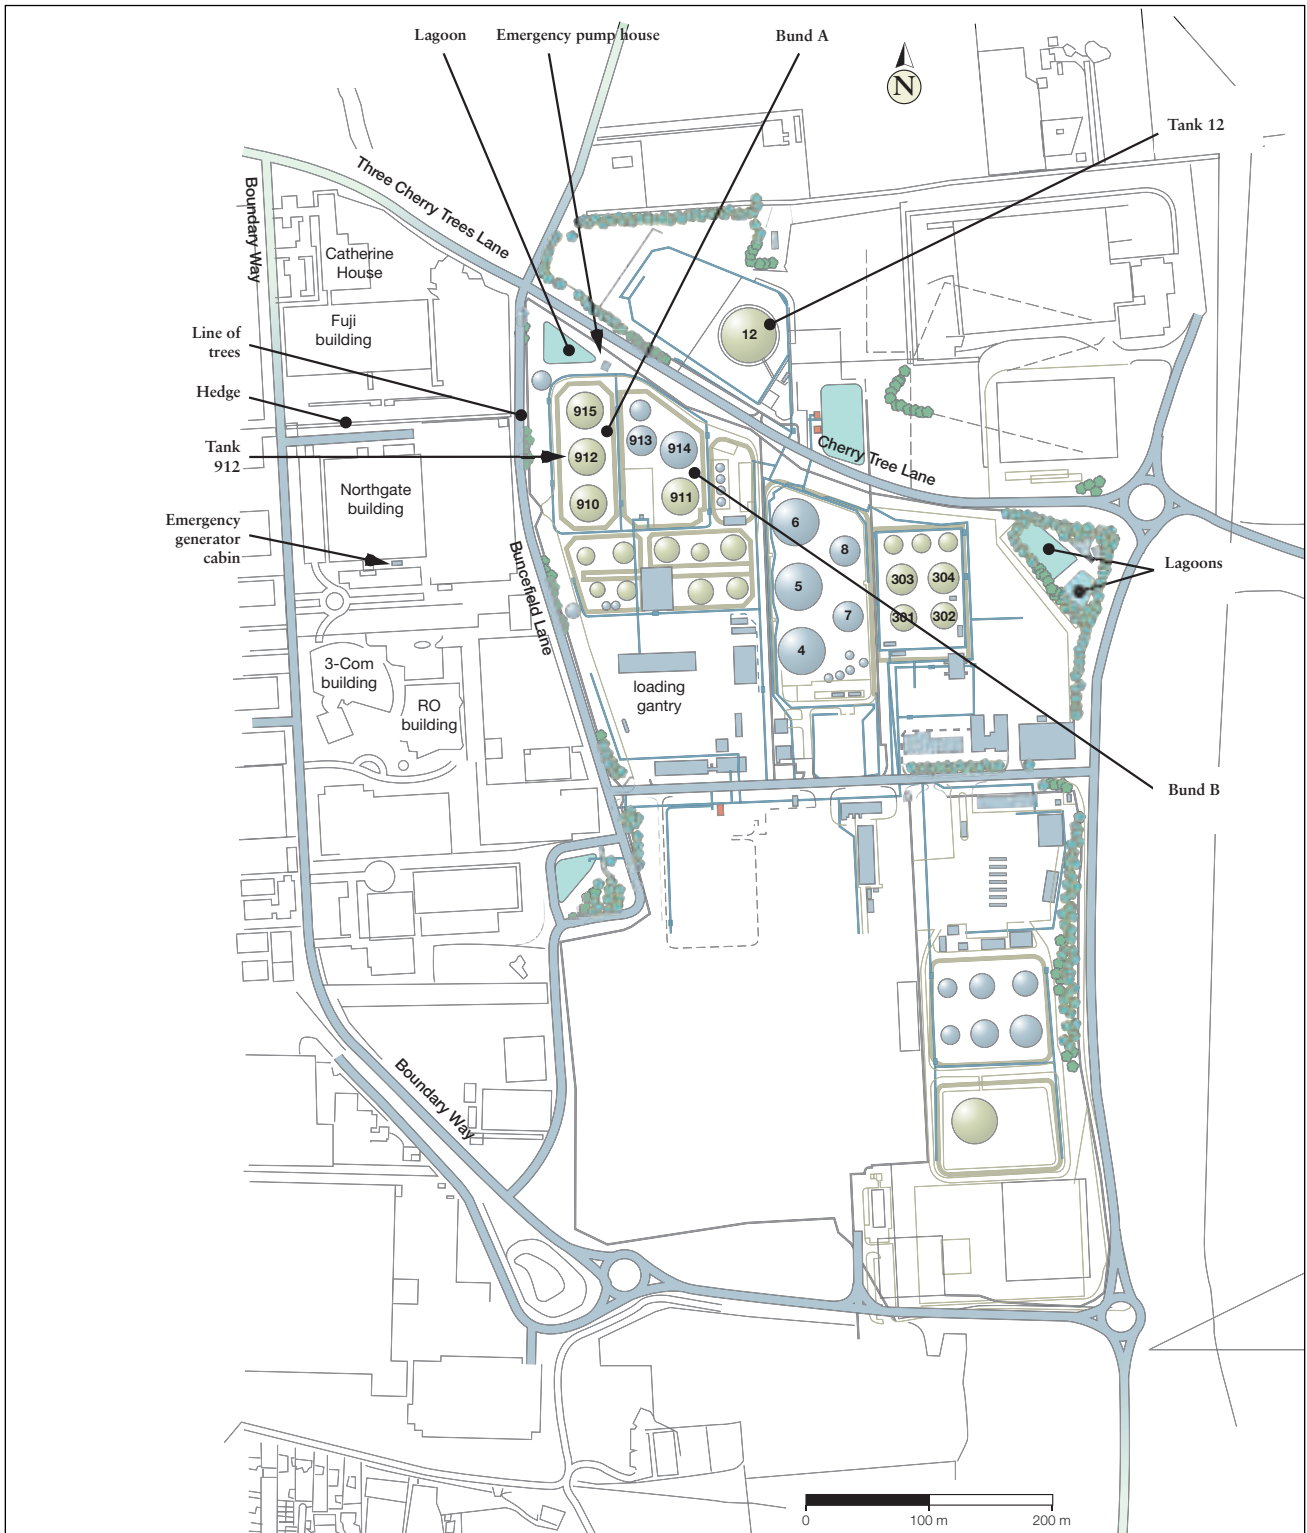 Lagoon
Emergency pump house
Bund A
N
Tank 12
Three Cherry Trees Lane
Boundary Way
Catherine
House
Fuji
building
Line of
trees
12
Hedge
915
913
914
Cherry Tree Lane
Tank
912
912
911
910
Northgate
building
6
8
Emergency
generator
cabin
Lagoons
303
304
5
7
301
302
Buncefield Lane
4
3-Com
building
RO
building
loading
gantry
Bund B
Boundary Way
0
100 m
200 m